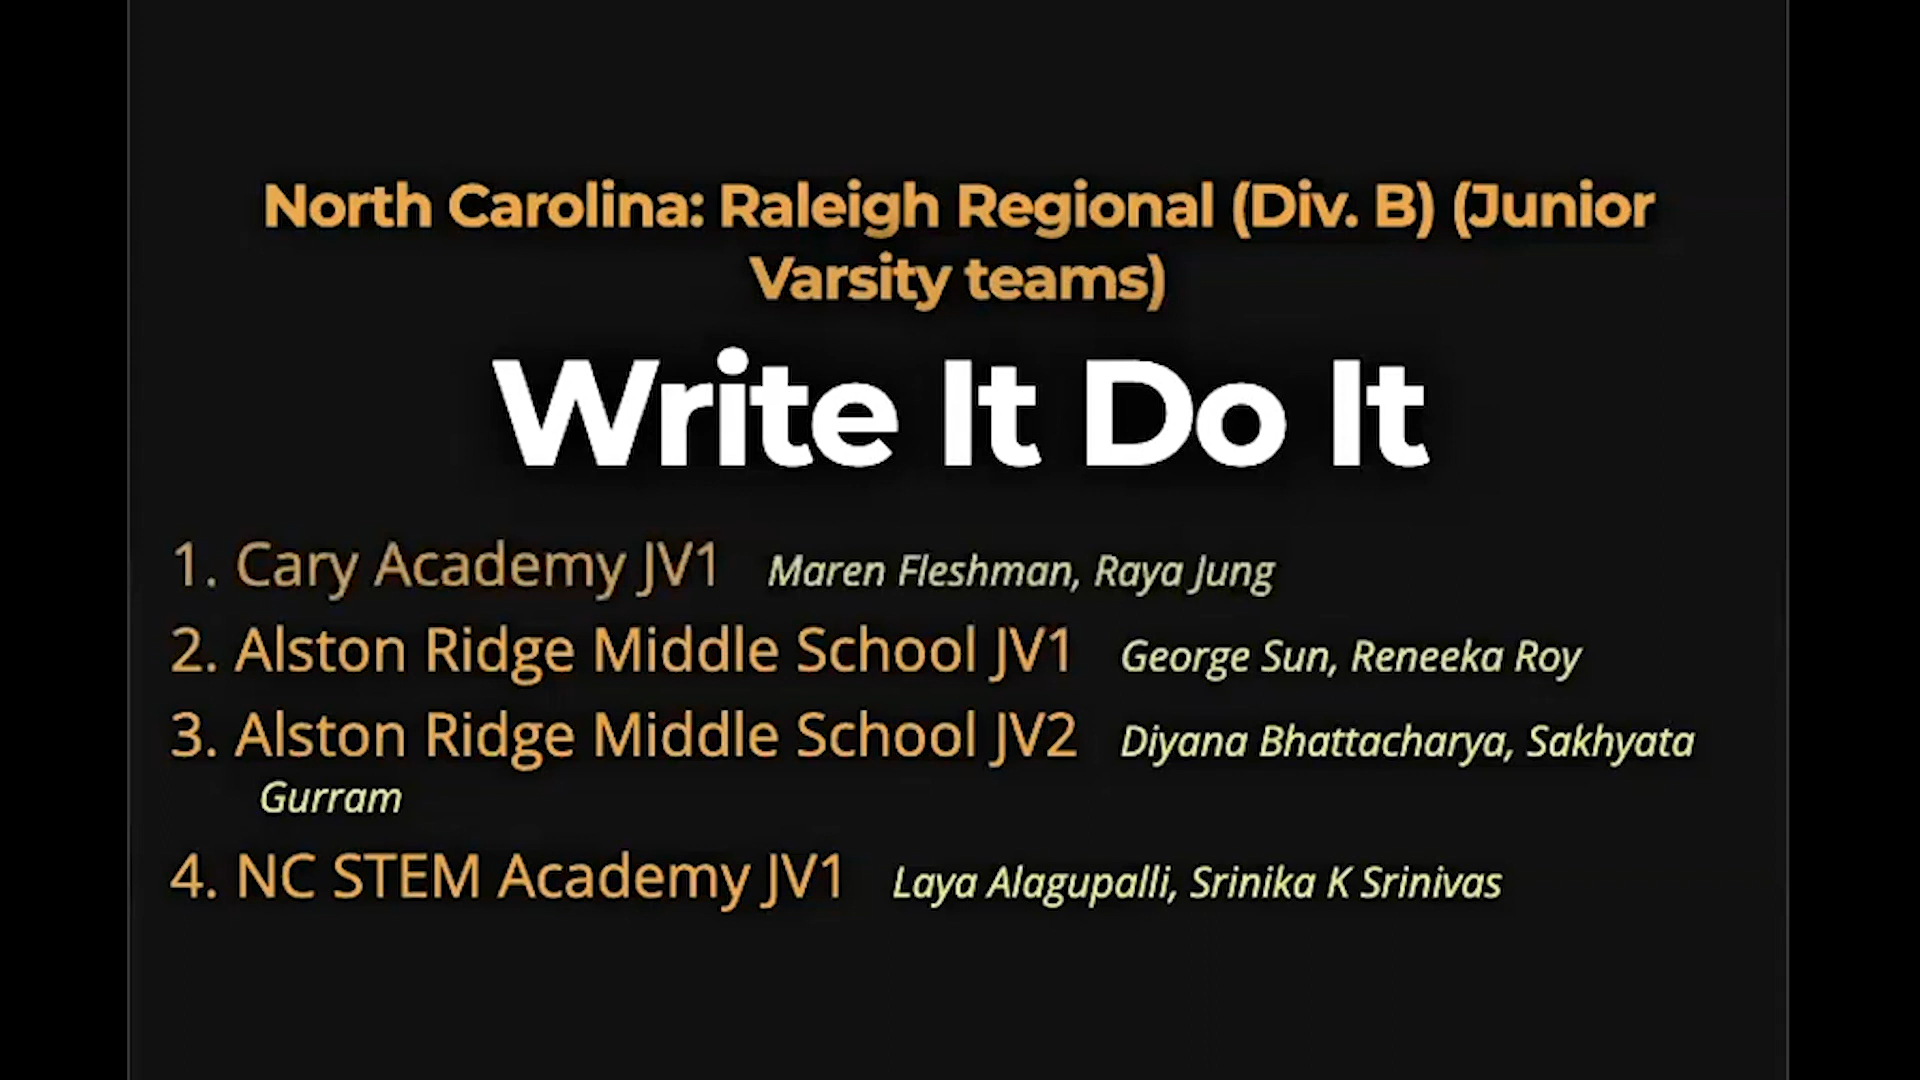 North Carolina: Raleigh Regional (Div. B) (Junior
Varsity teams)
Write It Do It
1. Cary Academy JV1 Maren Fleshman, Raya Jung
2. Alston Ridge Middle School JV1 George Sun, Reneeka Roy
3. Alston Ridge Middle School JV2 Diyana Bhattacharya, Sakhyata
Gurram
4. NC STEM Academy JV1 Laya Alagupalli, Srinika K Srinivas